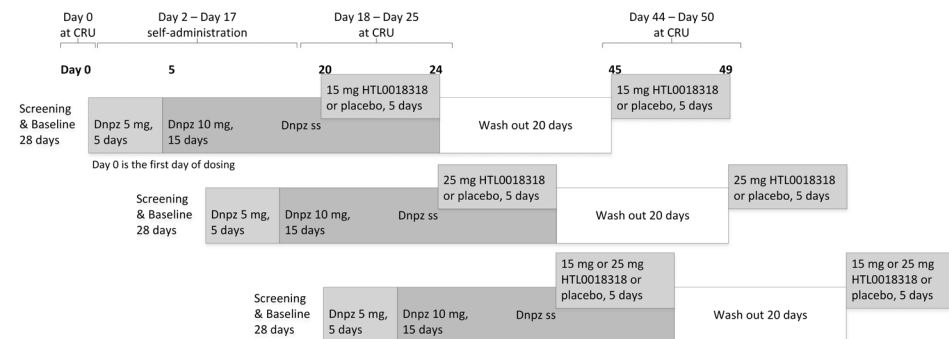 Day 0
at CRU
Day 2 – Day 17
self-administration
Day 18 – Day 25
at CRU
Day 44 – Day 50
at CRU
Day 0
5
20
24
45
49
Screening
& Baseline
28 days
Dnpz 5 mg,
5 days
Dnpz 10 mg,
15 days
Dnpz ss
15 mg HTL0018318
or placebo, 5 days
Wash out 20 days
15 mg HTL0018318
or placebo, 5 days
Day 0 is the first day of dosing
Screening
& Baseline
28 days
Dnpz 5 mg,
5 days
Dnpz 10 mg,
15 days
Dnpz ss
25 mg HTL0018318
or placebo, 5 days
Wash out 20 days
25 mg HTL0018318
or placebo, 5 days
Screening
& Baseline
28 days
Dnpz 5 mg,
5 days
Dnpz 10 mg,
15 days
Dnpz ss
15 mg or 25 mg
HTL0018318 or
placebo, 5 days
Wash out 20 days
15 mg or 25 mg
HTL0018318 or
placebo, 5 days